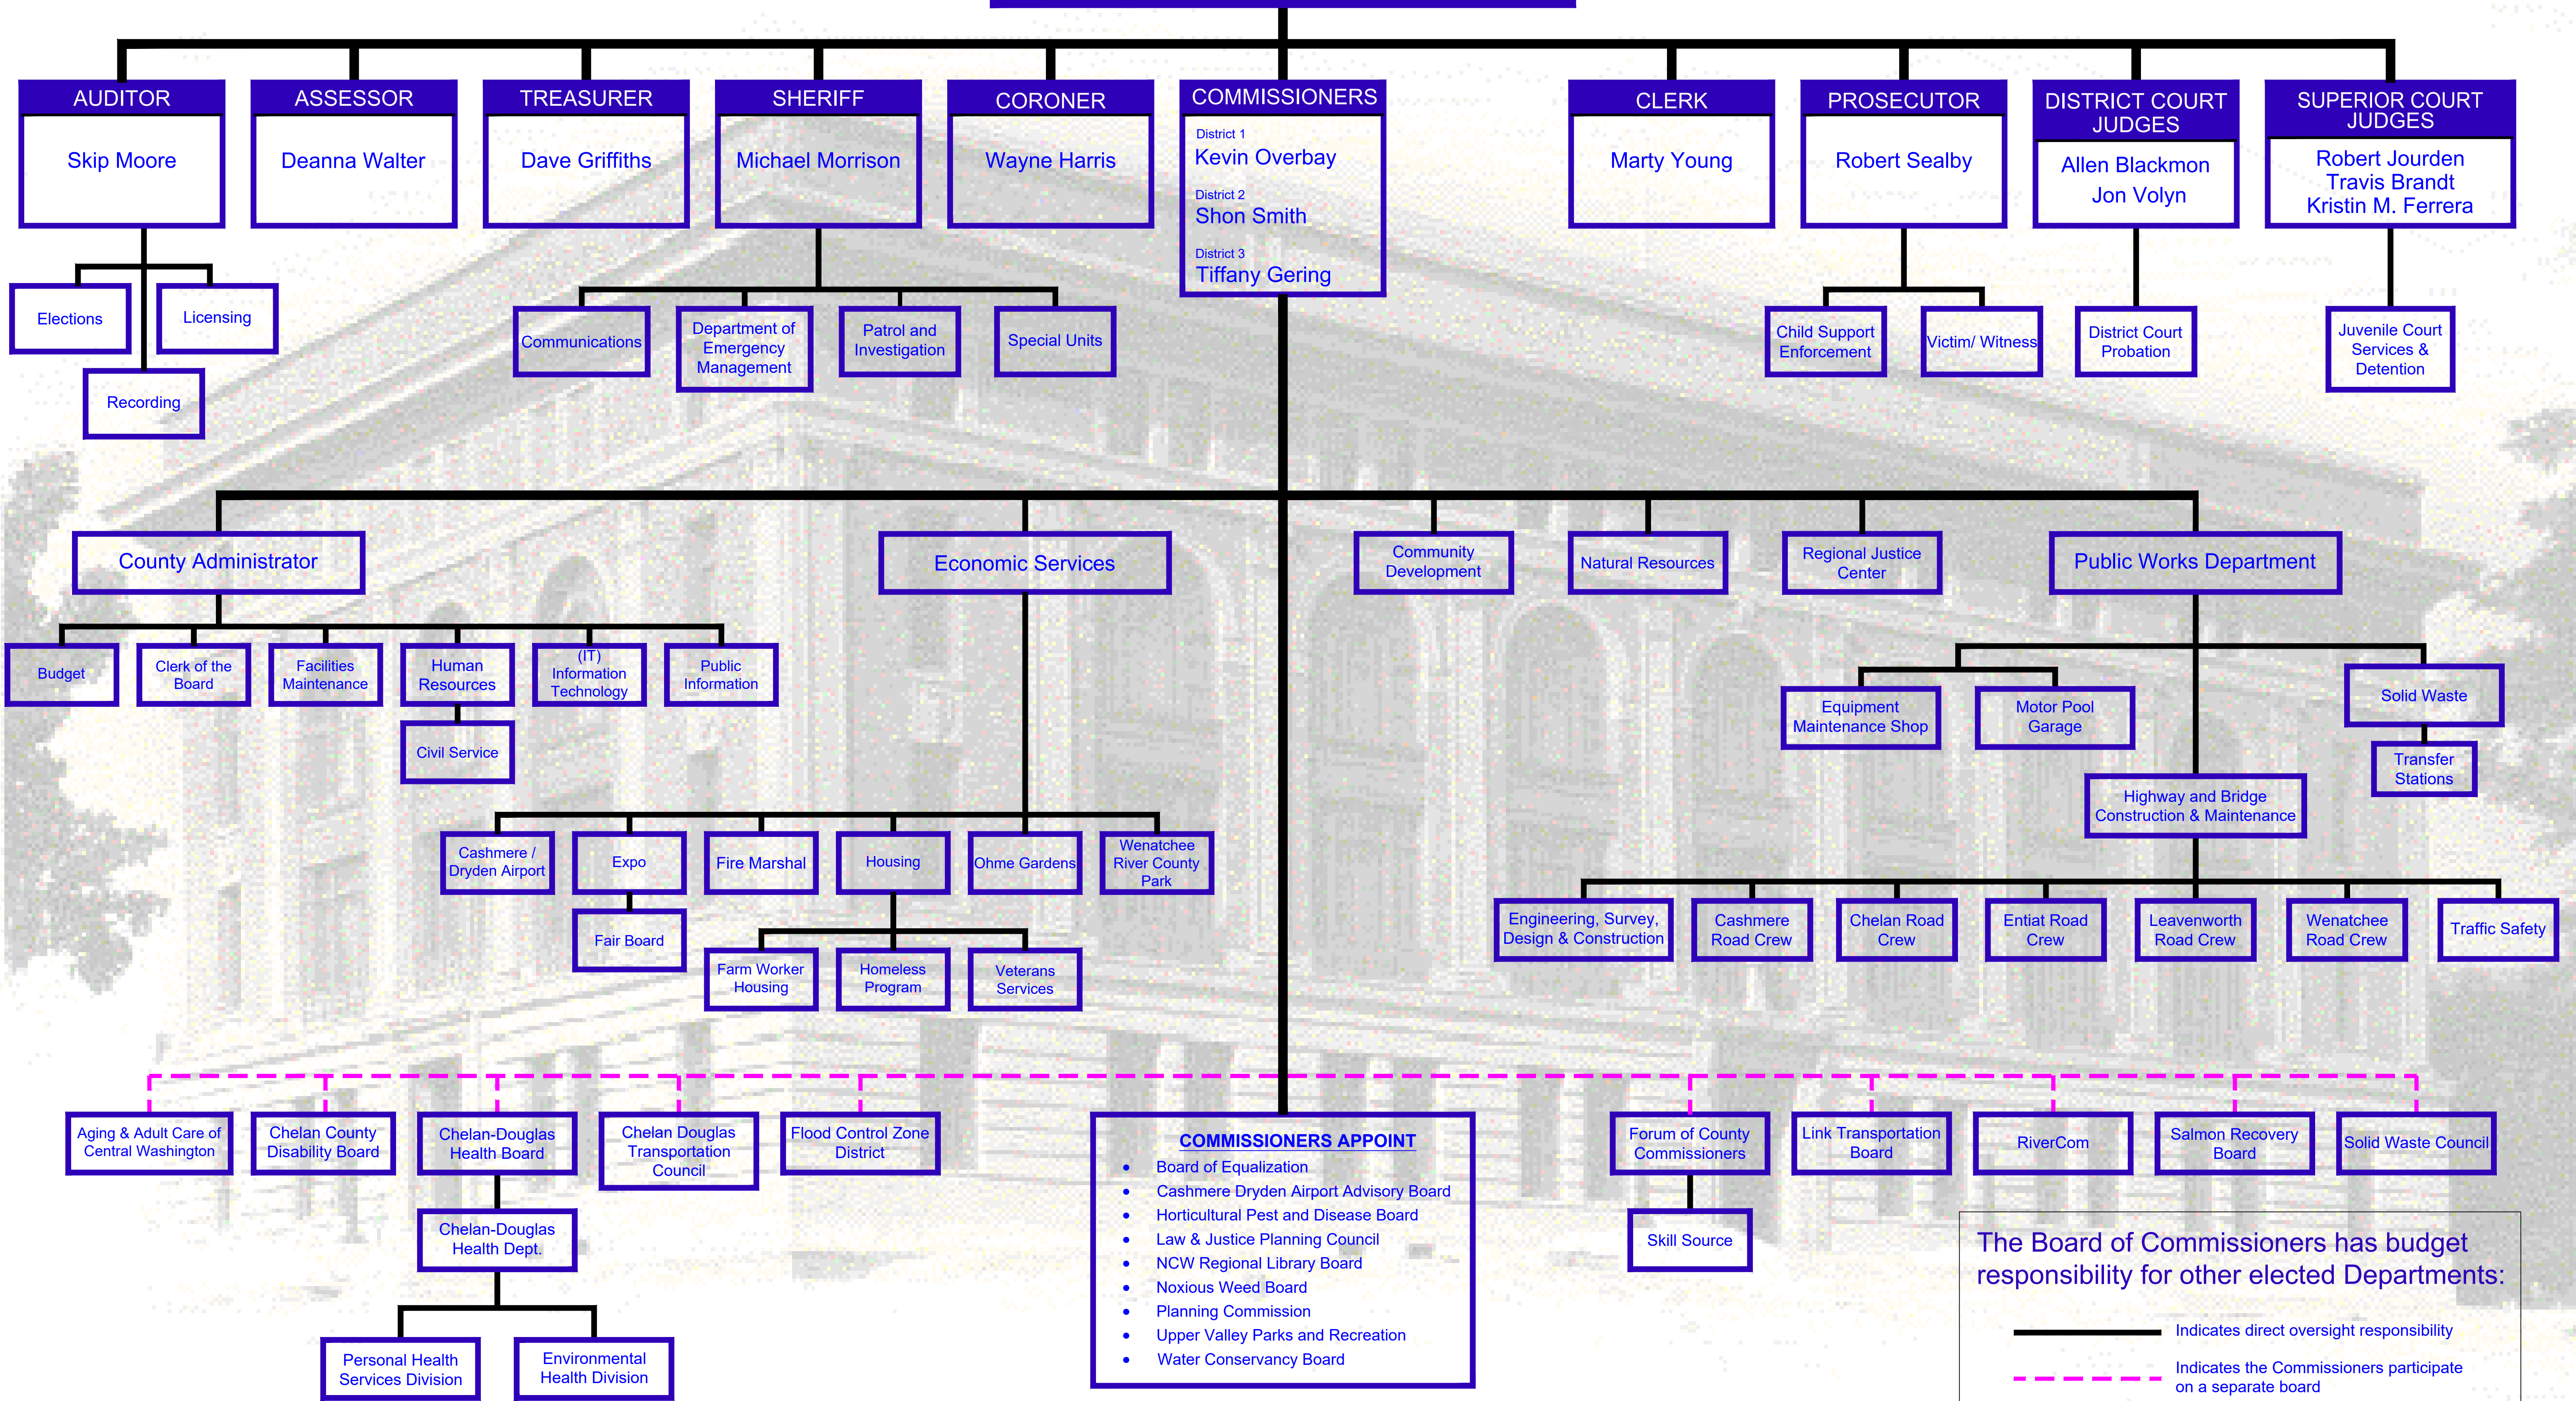 AUDITOR
Skip Moore
ASSESSOR
Deanna Walter
TREASURER
Dave Griffiths
SHERIFF
Michael Morrison
CORONER
Wayne Harris
COMMISSIONERS
District 1
Kevin Overbay
District 2
Shon Smith
District 3
Tiffany Gering
CLERK
Marty Young
PROSECUTOR
Robert Sealby
DISTRICT COURT
JUDGES
Allen Blackmon
Jon Volyn
SUPERIOR COURT
JUDGES
Robert Jourden
Travis Brandt
Kristin M. Ferrera
Elections
Licensing
Recording
Communications
Department of
Emergency
Management
Patrol and
Investigation
Special Units
Child Support
Enforcement
Victim/ Witness
District Court
Probation
Juvenile Court
Services &
Detention
County Administrator
Economic Services
Community
Development
Natural Resources
Regional Justice
Center
Public Works Department
Budget
Clerk of the
Board
Facilities
Maintenance
Human
Resources
(IT)
Information
Technology
Public
Information
Civil Service
Equipment
Maintenance Shop
Motor Pool
Garage
Solid Waste
Transfer
Stations
Highway and Bridge
Construction & Maintenance
Cashmere /
Dryden Airport
Expo
Fire Marshal
Housing
Ohme Gardens
Wenatchee
River County
Park
Fair Board
Farm Worker
Housing
Homeless
Program
Veterans
Services
Engineering, Survey,
Design & Construction
Cashmere
Road Crew
Chelan Road
Crew
Entiat Road
Crew
Leavenworth
Road Crew
Wenatchee
Road Crew
Traffic Safety
Aging & Adult Care of
Central Washington
Chelan County
Disability Board
Chelan-Douglas
Health Board
Chelan Douglas
Transportation
Council
Flood Control Zone
District
Chelan-Douglas
Health Dept.
Personal Health
Services Division
Environmental
Health Division
COMMISSIONERS APPOINT
• Board of Equalization
• Cashmere Dryden Airport Advisory Board
• Horticultural Pest and Disease Board
• Law & Justice Planning Council
• NCW Regional Library Board
• Noxious Weed Board
• Planning Commission
• Upper Valley Parks and Recreation
• Water Conservancy Board
Forum of County
Commissioners
Link Transportation
Board
RiverCom
Salmon Recovery
Board
Solid Waste Council
Skill Source
The Board of Commissioners has budget
responsibility for other elected Departments:
Indicates direct oversight responsibility
Indicates the Commissioners participate
on a separate board